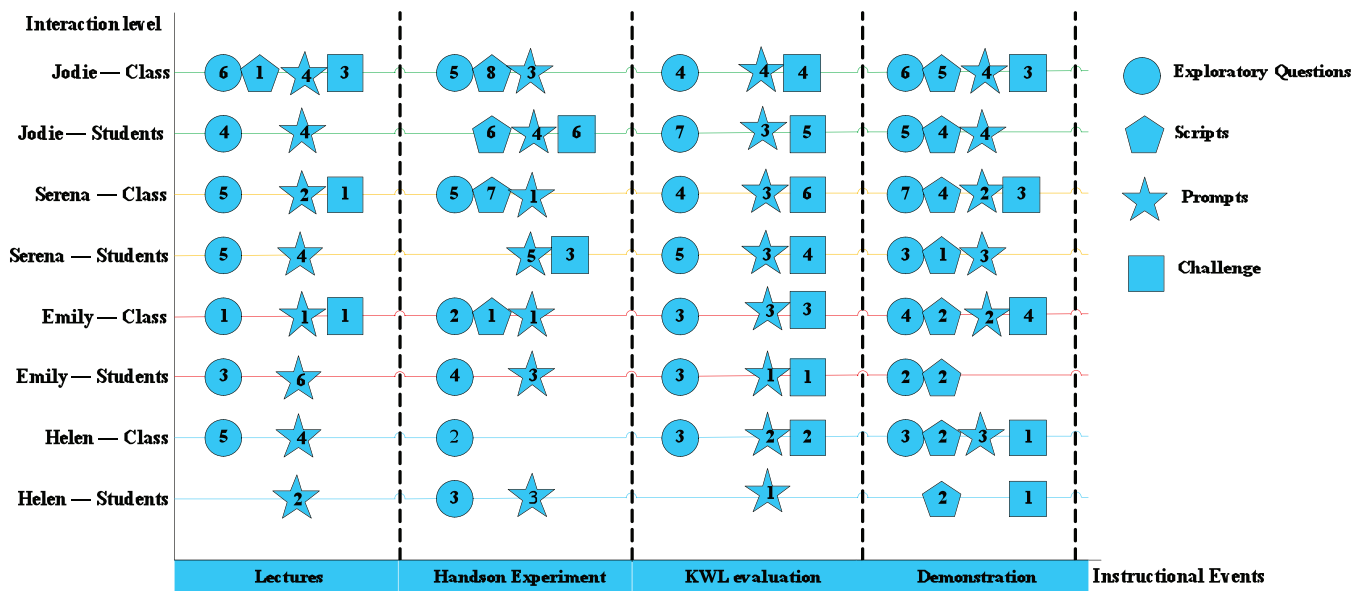 Interaction level
Jodie — Class 6 1 4 3 5 8 3 4 4 4 6 5 4 3
Exploratory Questions
Jodie — Students 4 4 6 4 6 7 3 5 5 4 4
Scripts
Serena — Class 5 2 1 5 7 1 4 3 6 7 4 2 3
Prompts
Serena — Students 5 4 5 3 5 3 4 3 1 3
Challenge
Emily — Class 1 1 1 2 1 1 3 3 3 4 2 2 4
Emily — Students 3 6 4 3 3 1 1 2 2
Helen — Class 5 4 2 3 2 2 3 2 3 1
Helen — Students 2 3 3 1 2 1
Lectures Handson Experiment KWL evaluation Demonstration Instructional Events